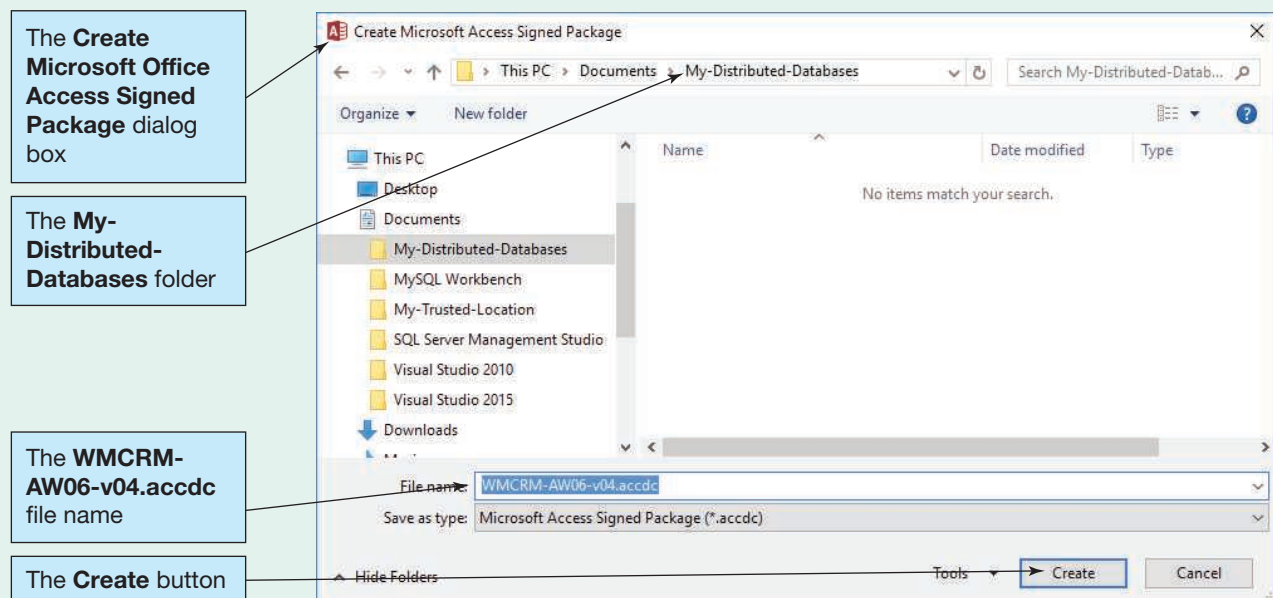 The Create
Microsoft Office
Access Signed
Package dialog
box
The My-
Distributed-
Databases folder
The WMCRM-
AW06-v04.accdc
file name
The Create button
Create Microsoft Access Signed Package
This PC > Documents > My-Distributed-Databases
Search My-Distributed-Datab...
Organize
New folder
This PC
Desktop
Documents
My-Distributed-Databases
MySQL Workbench
My-Trusted-Location
SQL Server Management Studio
Visual Studio 2010
Visual Studio 2015
Downloads
Name
Date modified
Type
No items match your search.
File name: WMCRM-AW06-v04.accdc
Save as type: Microsoft Access Signed Package (*.accdc)
Hide Folders
Tools
Create
Cancel